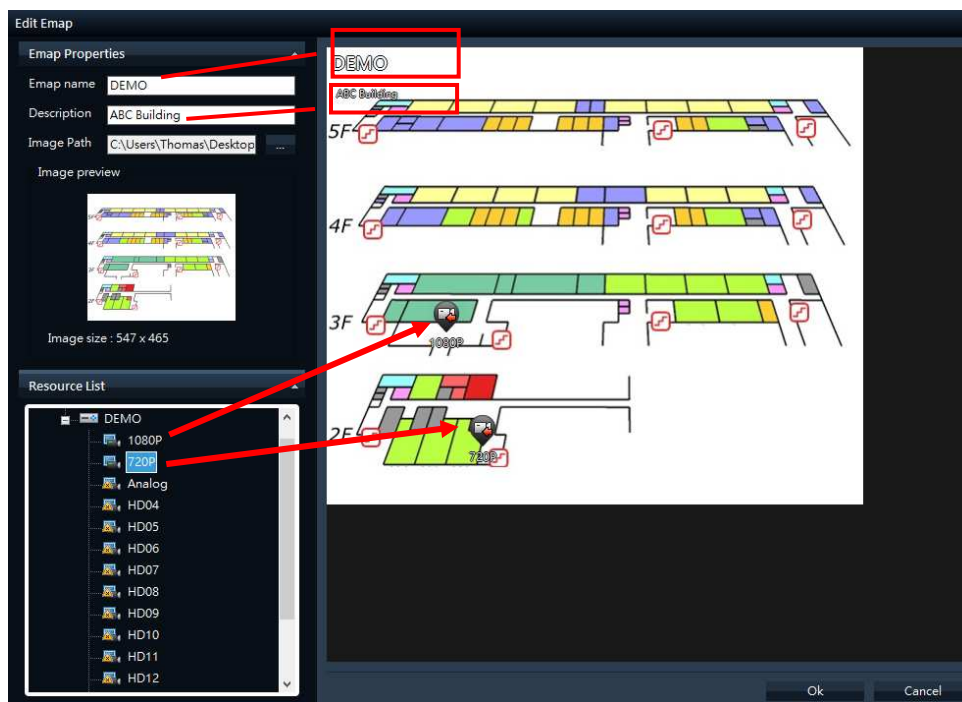 Edit Emap
Emap Properties
Emap name DEMO
Description ABC Building
Image Path C:\Users\Thomas\Desktop ...
Image preview
Image size : 547 x 465
Resource List
DEMO
1080P
720P
Analog
HD04
HD05
HD06
HD07
HD08
HD09
HD10
HD11
HD12
DEMO
ABC Building
5F
4F
3F
1080P
2F
720P
Ok Cancel